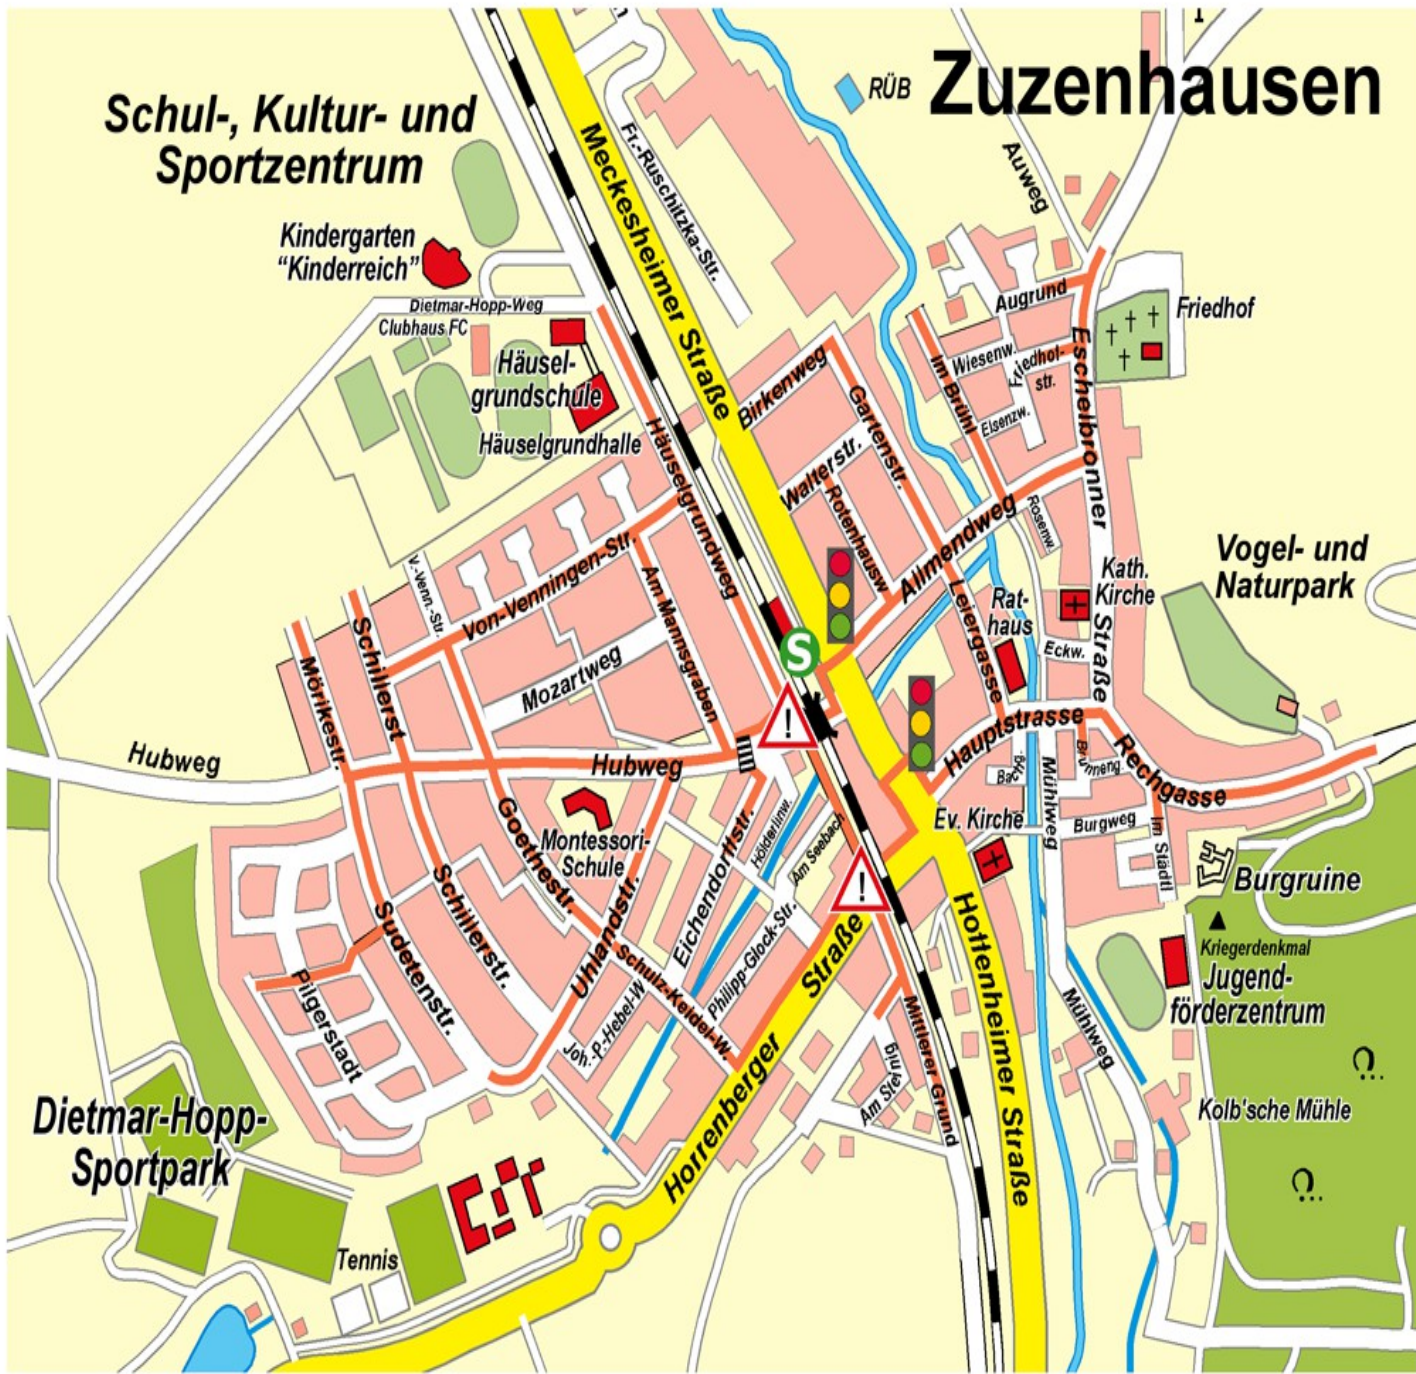 Zuzenhausen
RÜB
Schul-, Kultur- und
Sportzentrum
Kindergarten
"Kinderreich"
Dietmar-Hopp-Weg
Clubhaus FC
Häusel-
grundschule
Häuselgrundhalle
Meckesheimer Straße
Fr.-Ruschitzka-Str.
Auweg
Augrund
Friedhof
Wiesenw.
Friedhof-
str.
Elsenzw.
Im Brühl
Eschelbronner
Straße
Birkenweg
Gartenstr.
Walterstr.
Rotenhausw.
Allmendweg
Rosenw.
Leiergasse
Kath.
Kirche
Rat-
haus
Eckw.
Vogel- und
Naturpark
Häuselgrundweg
V.-Venn.-Str.
Von-Venningen-Str.
Am Mannsgraben
Mozartweg
Schillerst
Mörikestr.
S
!
Hubweg
Hubweg
Hauptstrasse
Bachg.
Brunneng.
Rechgasse
Mühlweg
Burgweg
Im Städtl
Ev. Kirche
Montessori-
Schule
Goethestr.
Eichendorffstr.
Hölderlinw.
Am Seebach
!
Burgruine
Kriegerdenkmal
Jugend-
förderzentrum
Schillerstr.
Sudetenstr.
Uhlandstr.
Schulz-Keidel-W.
Philipp-Glock-Str.
Joh.-P.-Hebel-W
Pilgerstadt
Horrenberger
Straße
Hoffenheimer Straße
Mittlerer Grund
Am Steinig
Mühlweg
Kolb'sche Mühle
Dietmar-Hopp-
Sportpark
Tennis